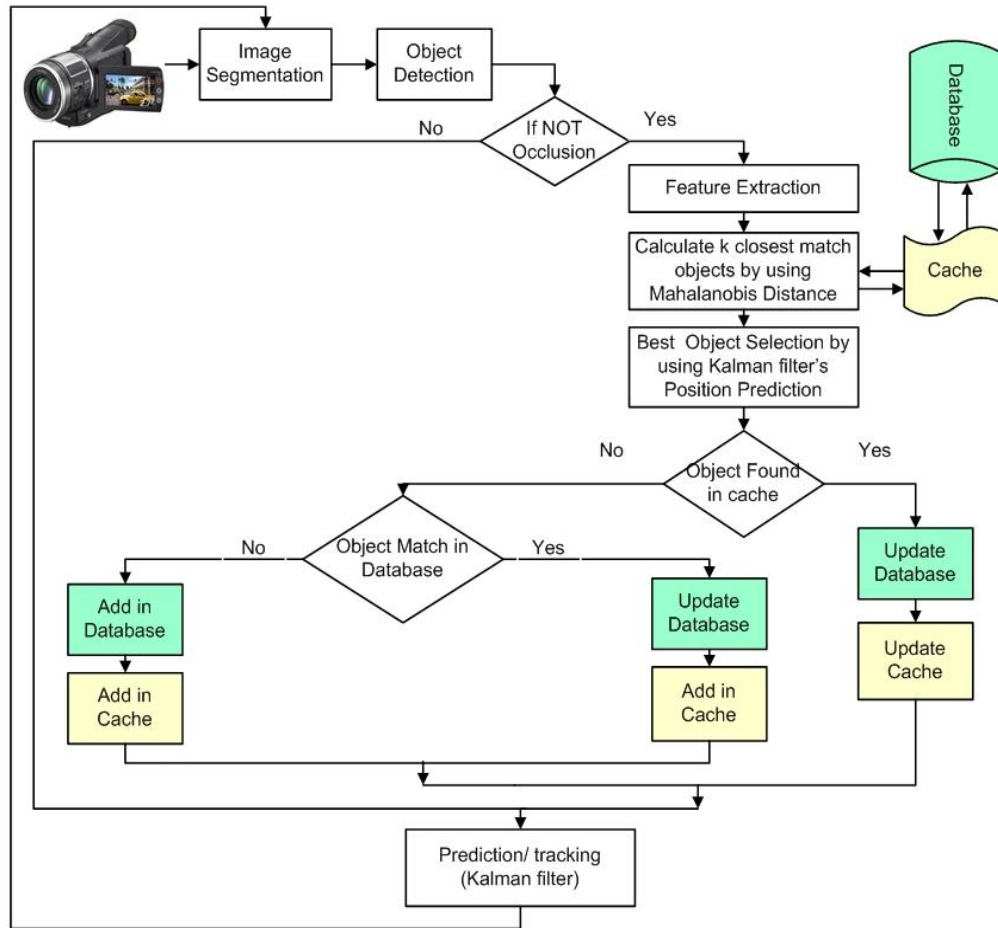 Image
Segmentation
Object
Detection
Database
No
If NOT
Occlusion
Yes
Feature Extraction
Calculate k closest match
objects by using
Mahalanobis Distance
Cache
Best Object Selection by
using Kalman filter's
Position Prediction
No
Object Found
in cache
Yes
No
Object Match in
Database
Yes
Update
Database
Add in
Database
Update
Database
Update
Cache
Add in
Cache
Add in
Cache
Prediction/ tracking
(Kalman filter)